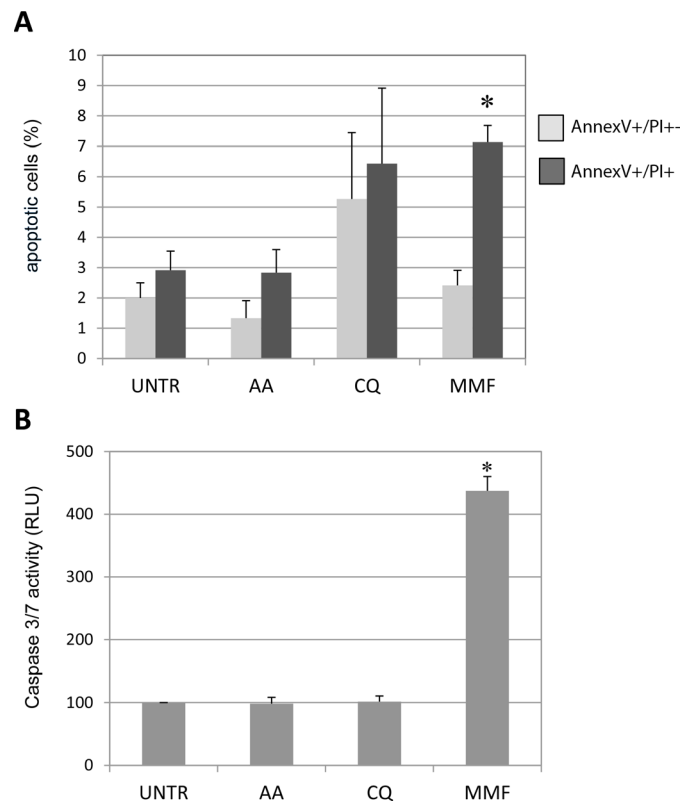 A
apoptotic cells (%)
10
9
8
7
6
5
4
3
2
1
0
*
UNTR AA CQ MMF
AnnexV+/PI+-
AnnexV+/PI+
B
Caspase 3/7 activity (RLU)
500
400
300
200
100
0
*
UNTR AA CQ MMF